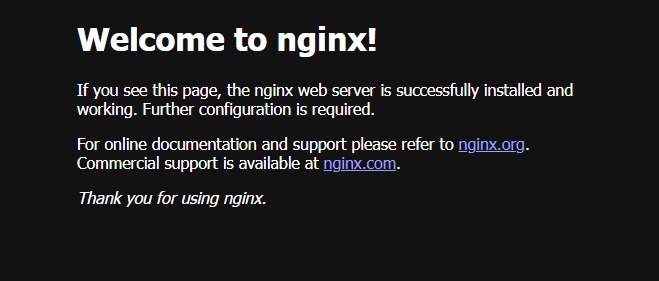 Welcome to nginx!
If you see this page, the nginx web server is successfully installed and
working. Further configuration is required.
For online documentation and support please refer to nginx.org.
Commercial support is available at nginx.com.
Thank you for using nginx.